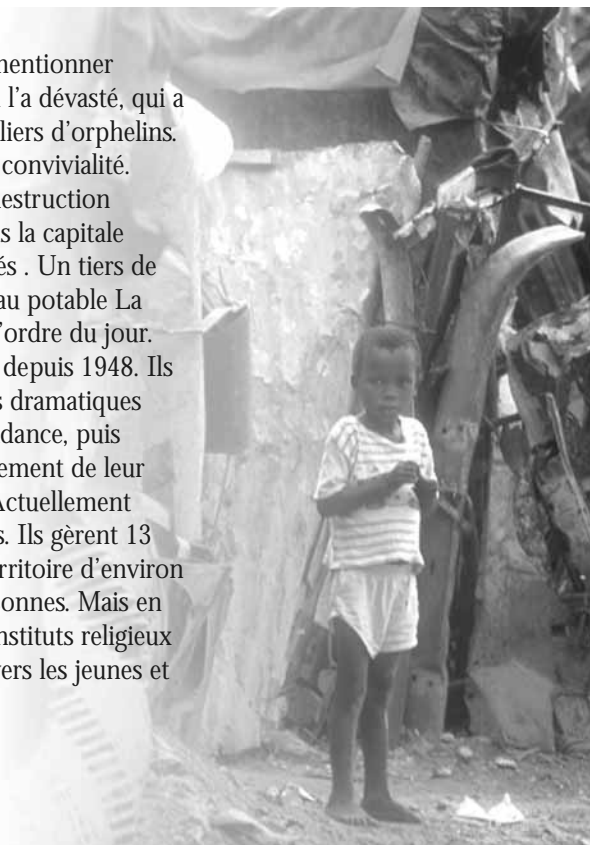 mentionner
l’a dévasté, qui a
liers d’orphelins.
convivialité.
destruction
s la capitale
és . Un tiers de
au potable La
’ordre du jour.
depuis 1948. Ils
s dramatiques
dance, puis
ement de leur
Actuellement
s. Ils gèrent 13
rritoire d’environ
onnes. Mais en
nstituts religieux
vers les jeunes et